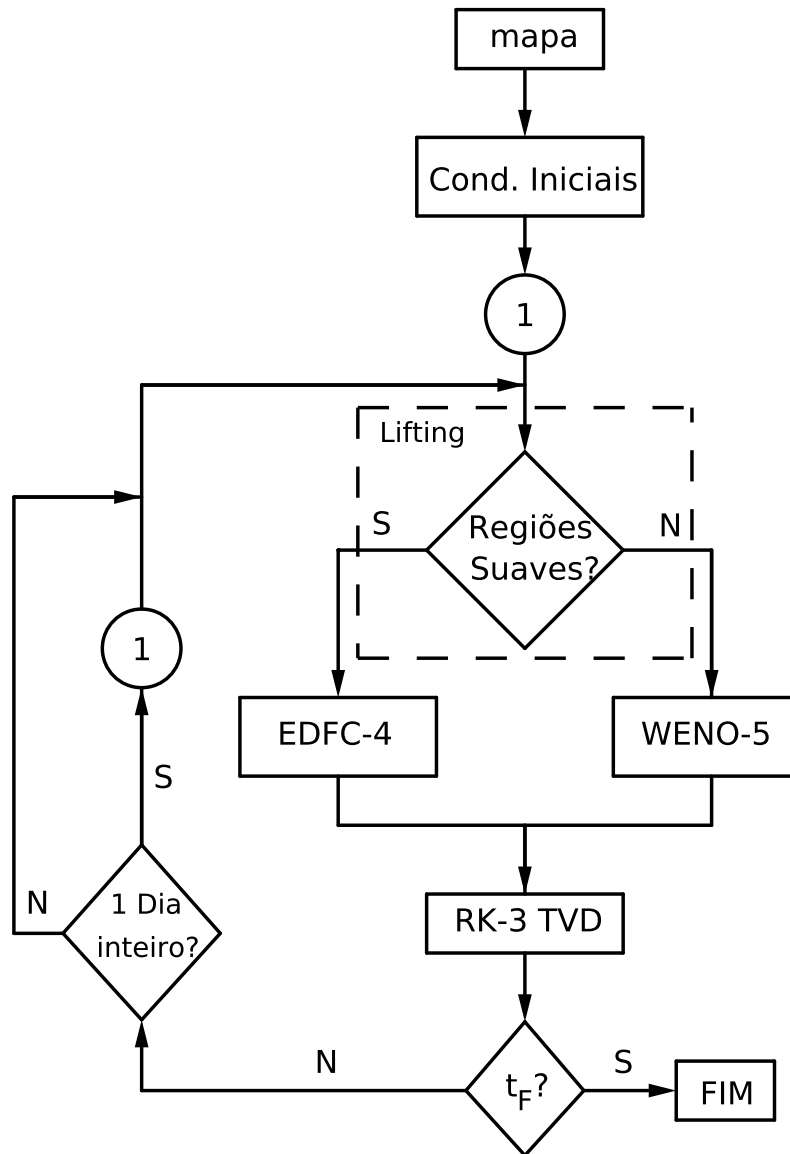 mapa
Cond. Iniciais
1
Lifting
S
Regiões
N
Suaves?
1
EDFC-4
WENO-5
S
N
1 Dia
inteiro?
RK-3 TVD
N
tF?
S
FIM